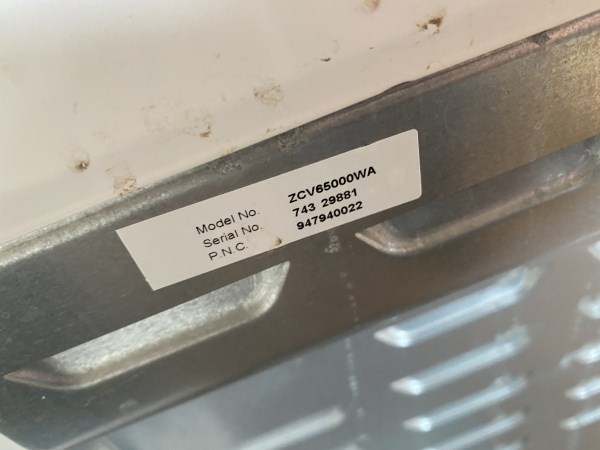 Model No. ZCV65000WA
Serial No. 743 29881
P.N.C. 947940022